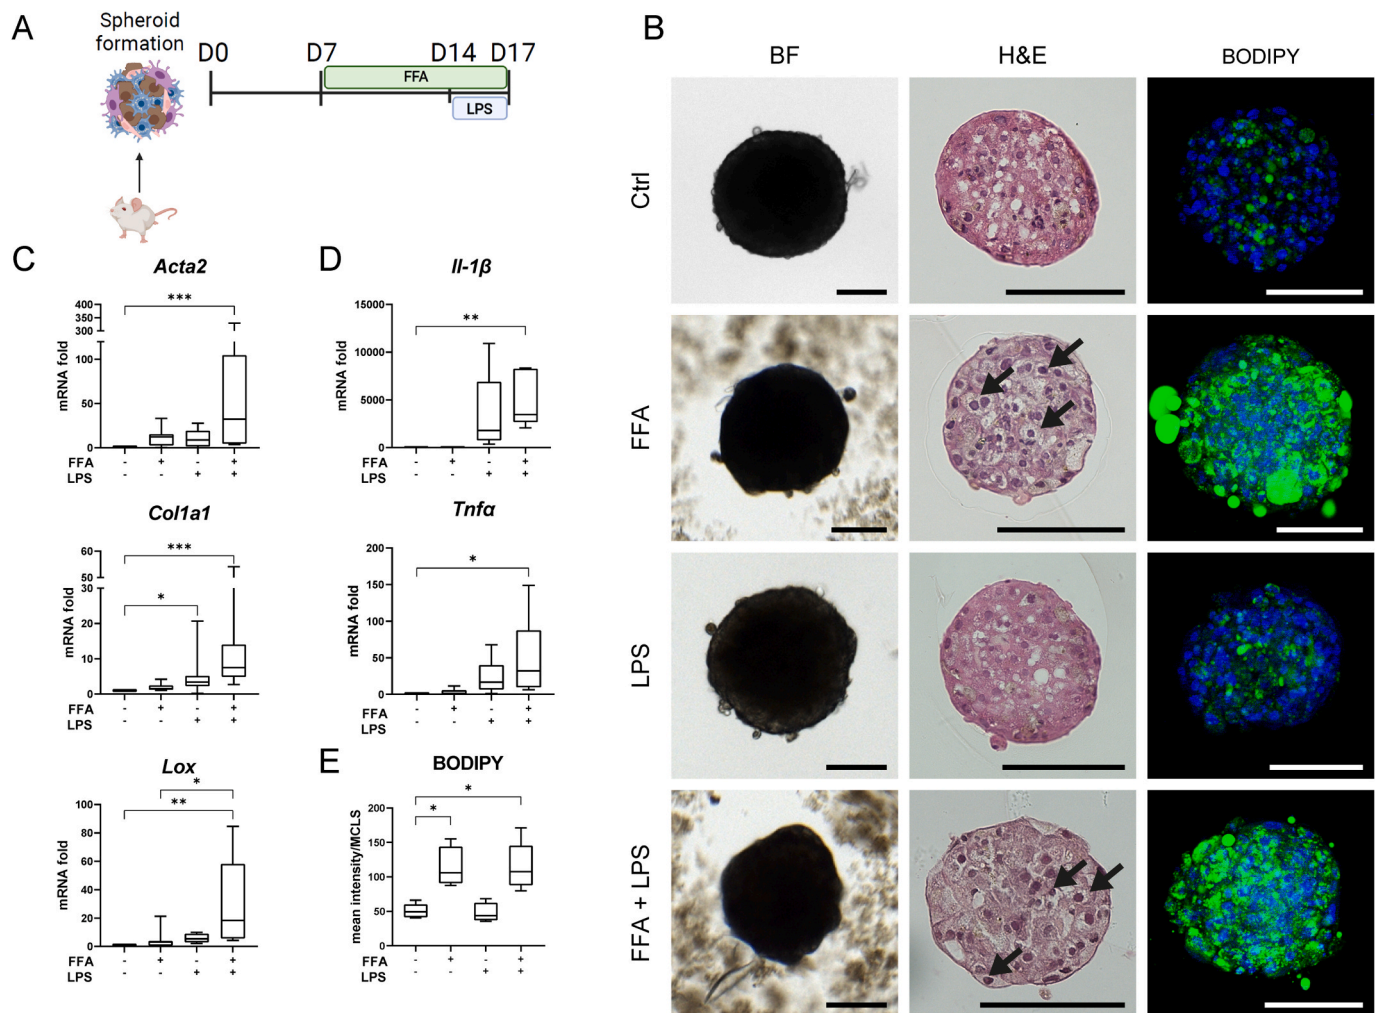 A
Spheroid
formation
D0 D7 D14 D17
FFA
LPS
B
BF H&E BODIPY
Ctrl
FFA
LPS
FFA + LPS
C
Acta2
***
mRNA fold
400
350
300
100
50
0
FFA - + - +
LPS - - + +
Col1a1
***
*
mRNA fold
60
50
30
20
10
0
FFA - + - +
LPS - - + +
Lox
*
**
mRNA fold
100
80
60
40
20
0
FFA - + - +
LPS - - + +
D
Il-1β
**
mRNA fold
15000
10000
5000
0
FFA - + - +
LPS - - + +
Tnfα
*
mRNA fold
200
150
100
50
0
FFA - + - +
LPS - - + +
E
BODIPY
*
*
mean intensity/MCLS
200
150
100
50
0
FFA - + - +
LPS - - + +